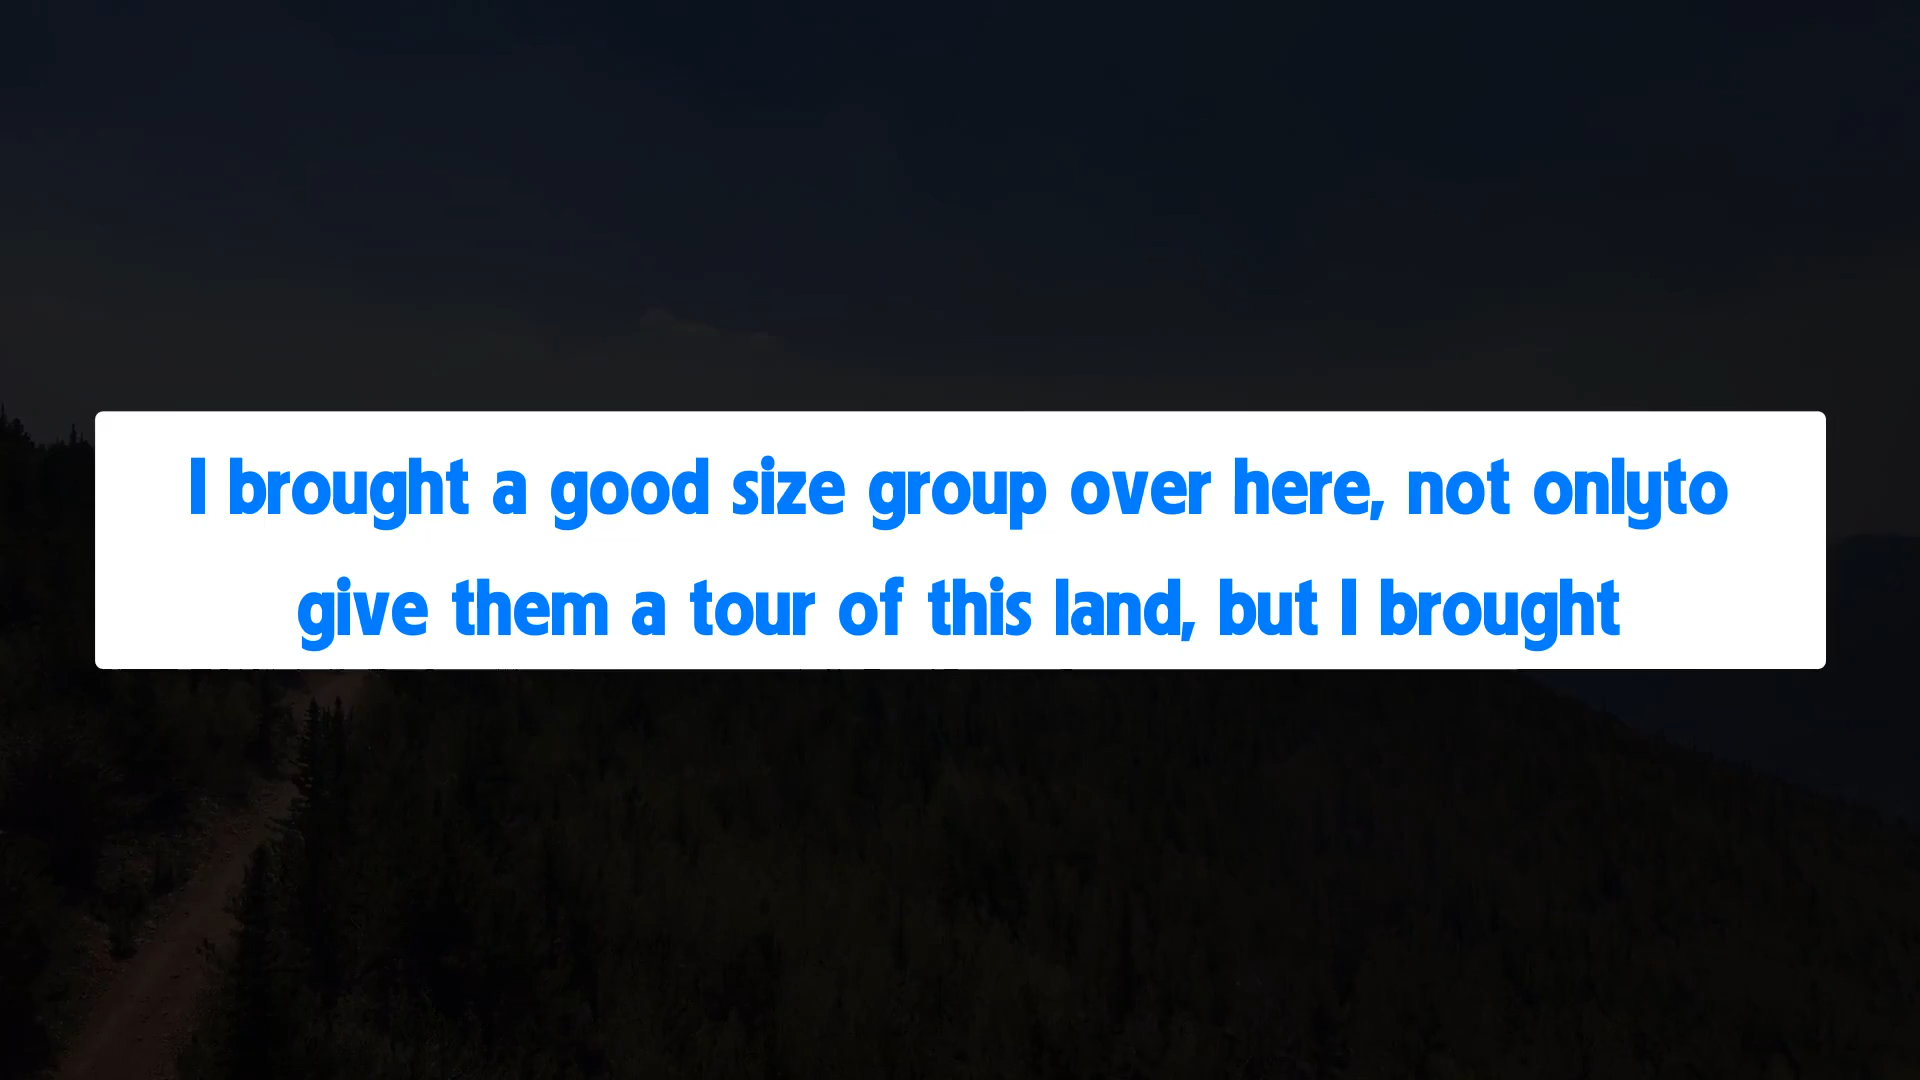 I brought a good size group over here, not onlyto
give them a tour of this land, but I brought